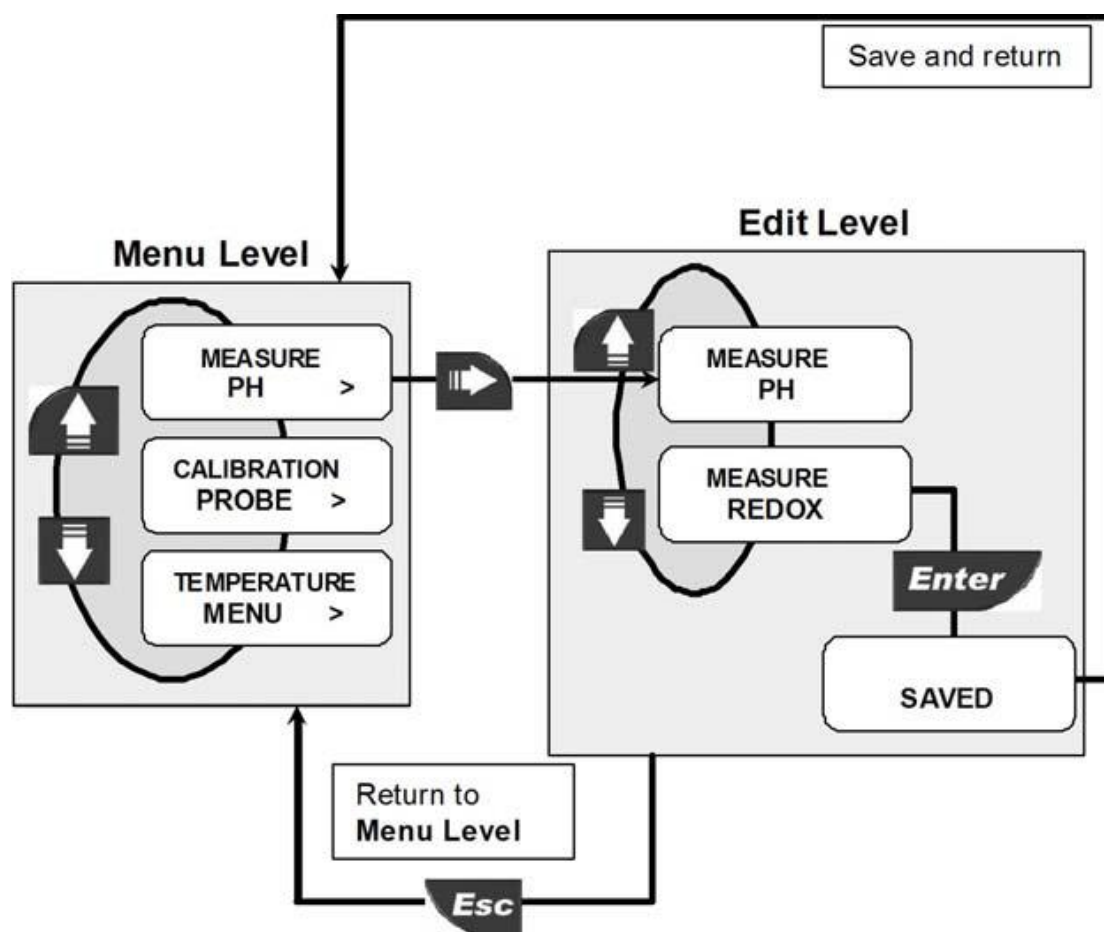 Save and return
Edit Level
Menu Level
MEASURE
PH >
CALIBRATION
PROBE >
TEMPERATURE
MENU >
MEASURE
PH
MEASURE
REDOX
Enter
SAVED
Return to
Menu Level
Esc